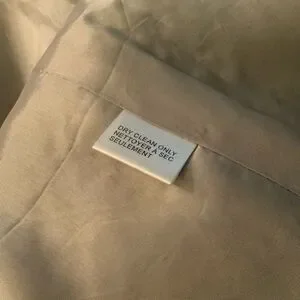 DRY CLEAN ONLY
NETTOYER A SEC
SEULEMENT